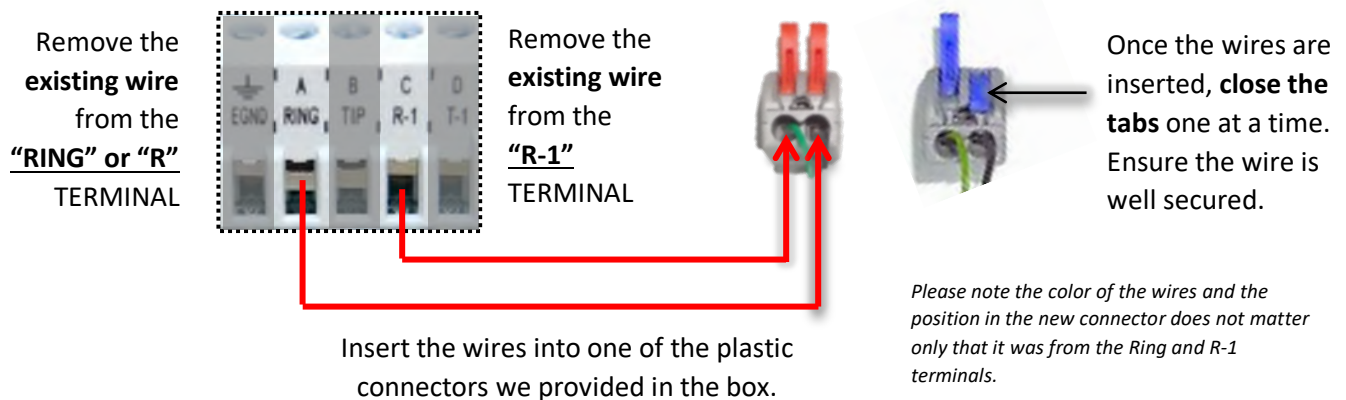 Remove the
existing wire
from the
“RING” or “R”
TERMINAL
A
B
C
D
EGND
RING
TIP
R-1
T-1
Remove the
existing wire
from the
“R-1”
TERMINAL
Once the wires are
inserted, close the
tabs one at a time.
Ensure the wire is
well secured.
Please note the color of the wires and the
position in the new connector does not matter
only that it was from the Ring and R-1
terminals.
Insert the wires into one of the plastic
connectors we provided in the box.